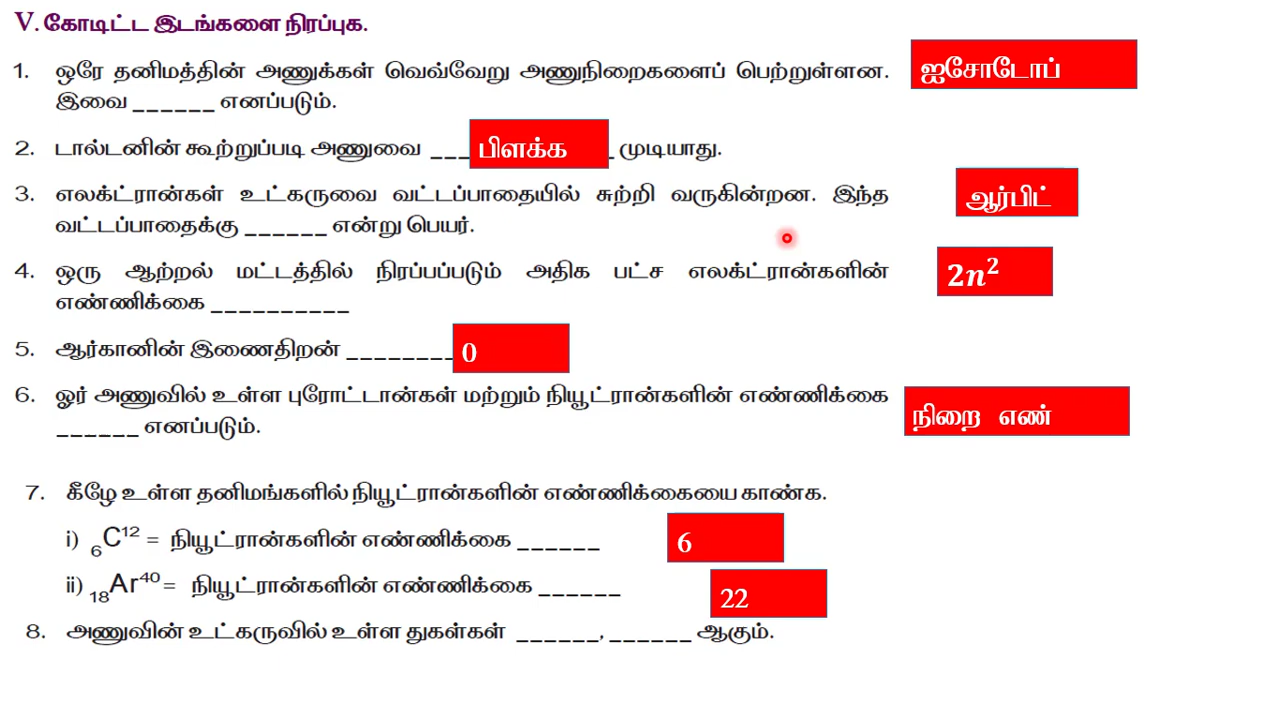 V. கோடிட்ட இடங்களை நிரப்புக.
1. ஒரே தனிமத்தின் அணுக்கள் வெவ்வேறு அணுநிறைகளைப் பெற்றுள்ளன. ஐசோடோப்
இவை ______ எனப்படும்.
2. டால்டனின் கூற்றுப்படி அணுவை ___ பிளக்க _ முடியாது.
3. எலக்ட்ரான்கள் உட்கருவை வட்டப்பாதையில் சுற்றி வருகின்றன. இந்த ஆர்பிட்
வட்டப்பாதைக்கு ______ என்று பெயர்.
4. ஒரு ஆற்றல் மட்டத்தில் நிரப்பப்படும் அதிக பட்ச எலக்ட்ரான்களின் 2n²
எண்ணிக்கை __________
5. ஆர்கானின் இணைதிறன் ________ 0
6. ஓர் அணுவில் உள்ள புரோட்டான்கள் மற்றும் நியூட்ரான்களின் எண்ணிக்கை நிறை எண்
______ எனப்படும்.
7. கீழே உள்ள தனிமங்களில் நியூட்ரான்களின் எண்ணிக்கையை காண்க.
i) ₆C¹² = நியூட்ரான்களின் எண்ணிக்கை ______ 6
ii) ₁₈Ar⁴⁰ = நியூட்ரான்களின் எண்ணிக்கை ______ 22
8. அணுவின் உட்கருவில் உள்ள துகள்கள் ______, ______ ஆகும்.